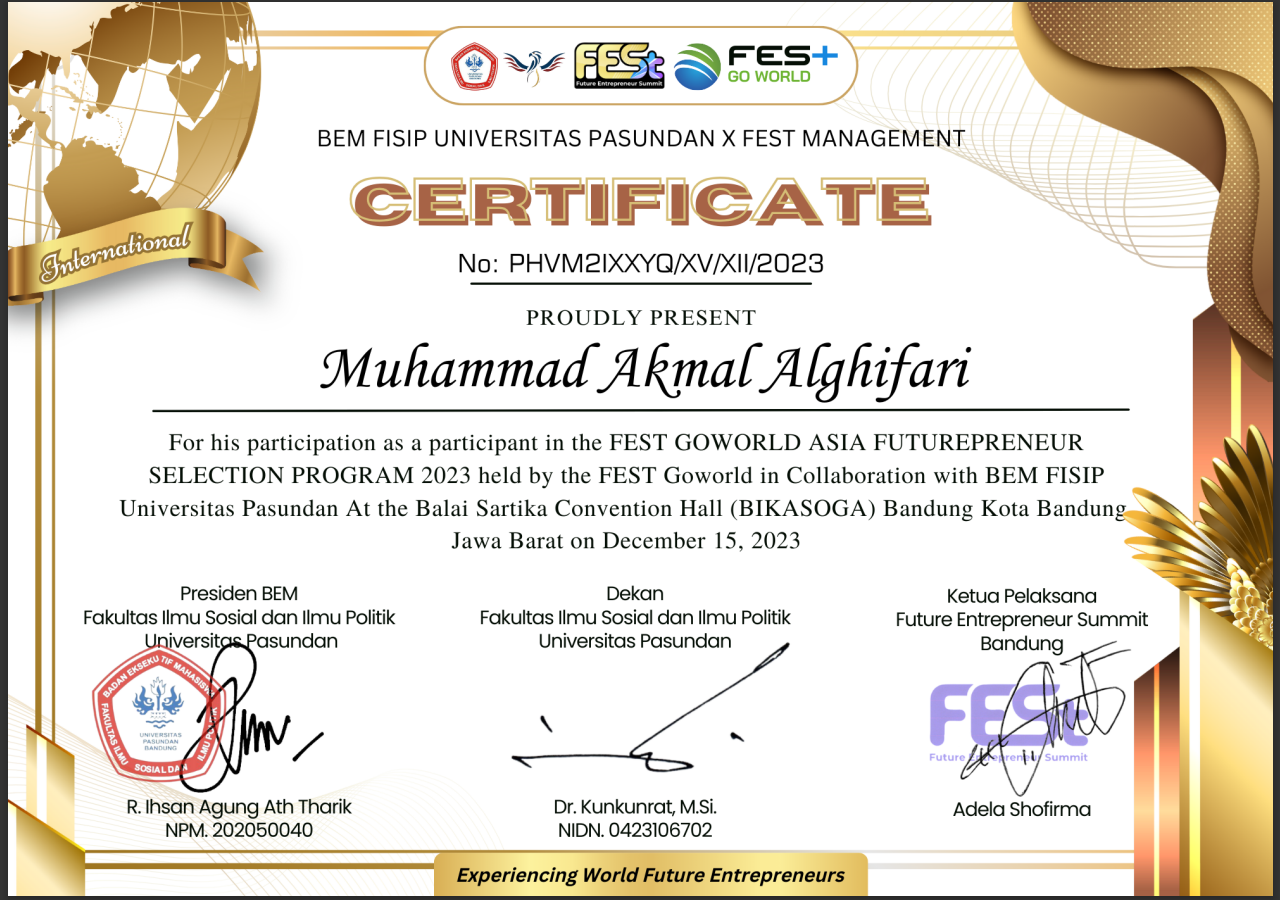 FESt
Future Entrepreneur Summit
FES+
GO WORLD
BEM FISIP UNIVERSITAS PASUNDAN X FEST MANAGEMENT
CERTIFICATE
International
No: PHVM2IXXYQ/XV/XII/2023
PROUDLY PRESENT
Muhammad Akmal Alghifari
For his participation as a participant in the FEST GOWORLD ASIA FUTUREPRENEUR
SELECTION PROGRAM 2023 held by the FEST Goworld in Collaboration with BEM FISIP
Universitas Pasundan At the Balai Sartika Convention Hall (BIKASOGA) Bandung Kota Bandung
Jawa Barat on December 15, 2023
Presiden BEM
Fakultas Ilmu Sosial dan Ilmu Politik
Universitas Pasundan
BADAN EKSEKU TIF MAHASISW
FAKULTAS ILMU SOSIAL DAN ILMU
UNIVERSITAS
PASUNDAN
BANDUNG
R. Ihsan Agung Ath Tharik
NPM. 202050040
Dekan
Fakultas Ilmu Sosial dan Ilmu Politik
Universitas Pasundan
Dr. Kunkunrat, M.Si.
NIDN. 0423106702
Ketua Pelaksana
Future Entrepreneur Summit
Bandung
FESt
Future Entrepreneur Summit
Adela Shofirma
Experiencing World Future Entrepreneurs